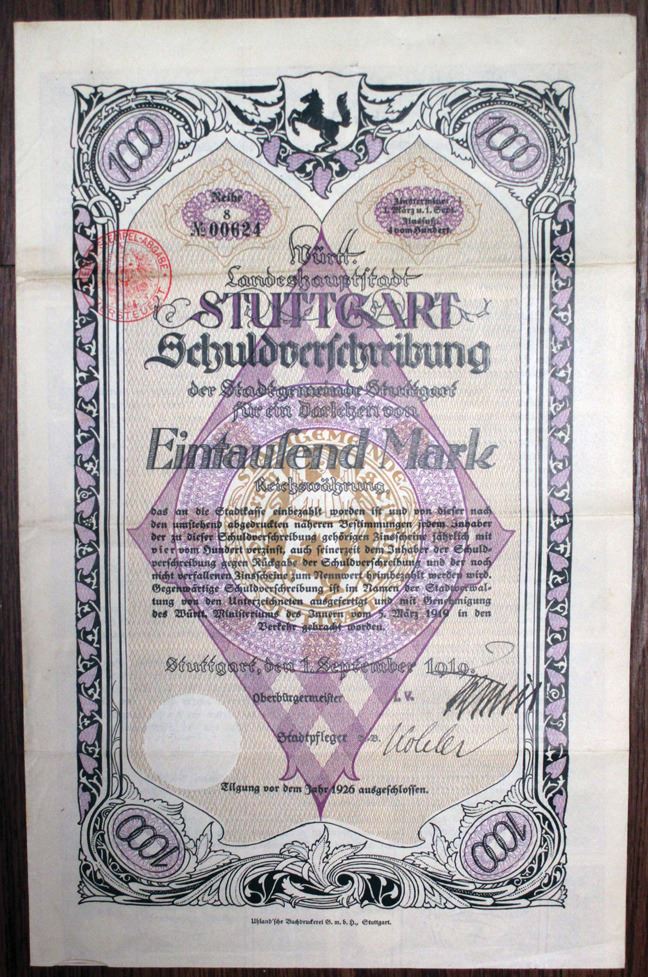 1000
1000
Reihe
8
№ 00624
Zinstermine:
1. März u. 1. Sept.
Zinsfuß:
4 vom Hundert.
VERSTEUERT
Württ.
Landeshauptstadt
STUTTGART
Schuldverschreibung
der Stadtgemeinde Stuttgart
für ein Darlehen von
Eintausend Mark
Reichswährung
das an die Stadtkasse einbezahlt worden ist und von dieser nach
den umstehend abgedruckten näheren Bestimmungen jedem Inhaber
der zu dieser Schuldverschreibung gehörigen Zinscheine jährlich mit
vier vom Hundert verzinst, auch seinerzeit dem Inhaber der Schuld-
verschreibung gegen Rückgabe der Schuldverschreibung und der noch
nicht verfallenen Zinscheine zum Nennwert heimbezahlt werden wird.
Gegenwärtige Schuldverschreibung ist im Namen der Stadtverwal-
tung von den Unterzeichneten ausgefertigt und mit Genehmigung
des Württ. Ministeriums des Innern vom 5. März 1919 in den
Verkehr gebracht worden.
STADTGEMEINDE
Stuttgart, den 1. September 1919.
Oberbürgermeister I. V.
Stadtpfleger
Tilgung vor dem Jahr 1926 ausgeschlossen.
1000
1000
Uhland'sche Buchdruckerei G. m. b. H., Stuttgart.